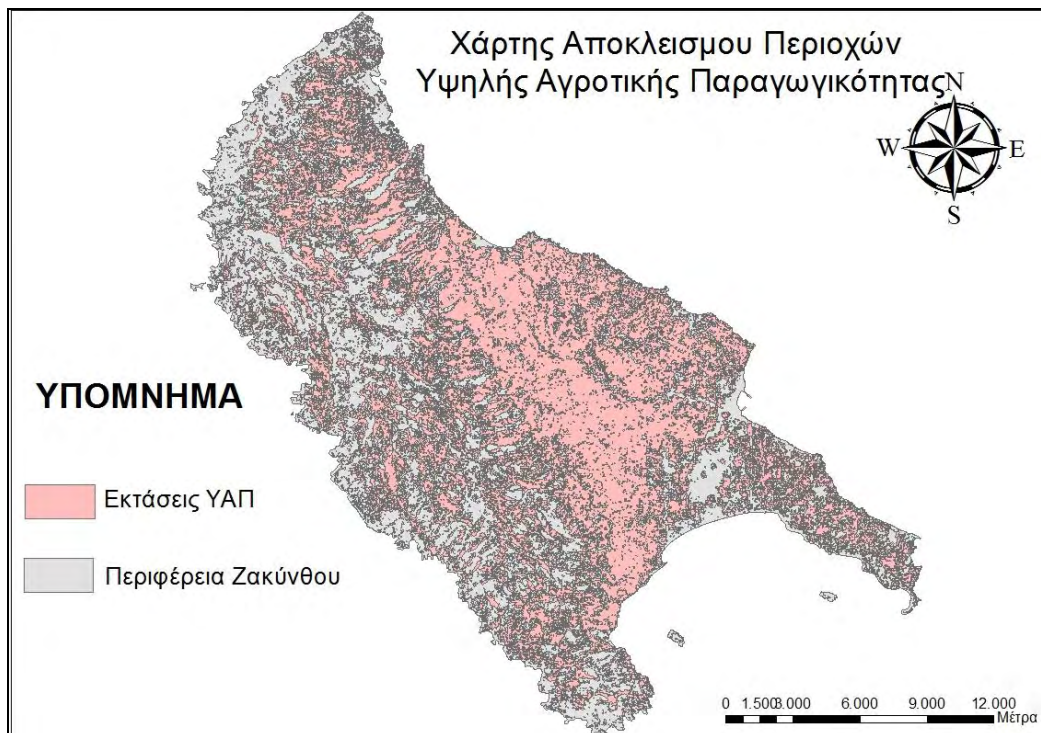 Χάρτης Αποκλεισμου Περιοχών
Υψηλής Αγροτικής Παραγωγικότητας
N
W E
S
ΥΠΟΜΝΗΜΑ
Εκτάσεις ΥΑΠ
Περιφέρεια Ζακύνθου
0 1.500 3.000 6.000 9.000 12.000
Μέτρα